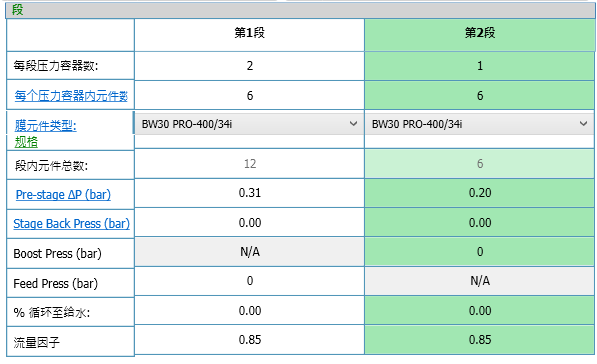 段
第1段 第2段
每段压力容器数: 2 1
每个压力容器内元件数 6 6
膜元件类型: BW30 PRO-400/34i BW30 PRO-400/34i
规格
段内元件总数: 12 6
Pre-stage ΔP (bar) 0.31 0.20
Stage Back Press (bar) 0.00 0.00
Boost Press (bar) N/A 0
Feed Press (bar) 0 N/A
% 循环至给水: 0.00 0.00
流量因子 0.85 0.85